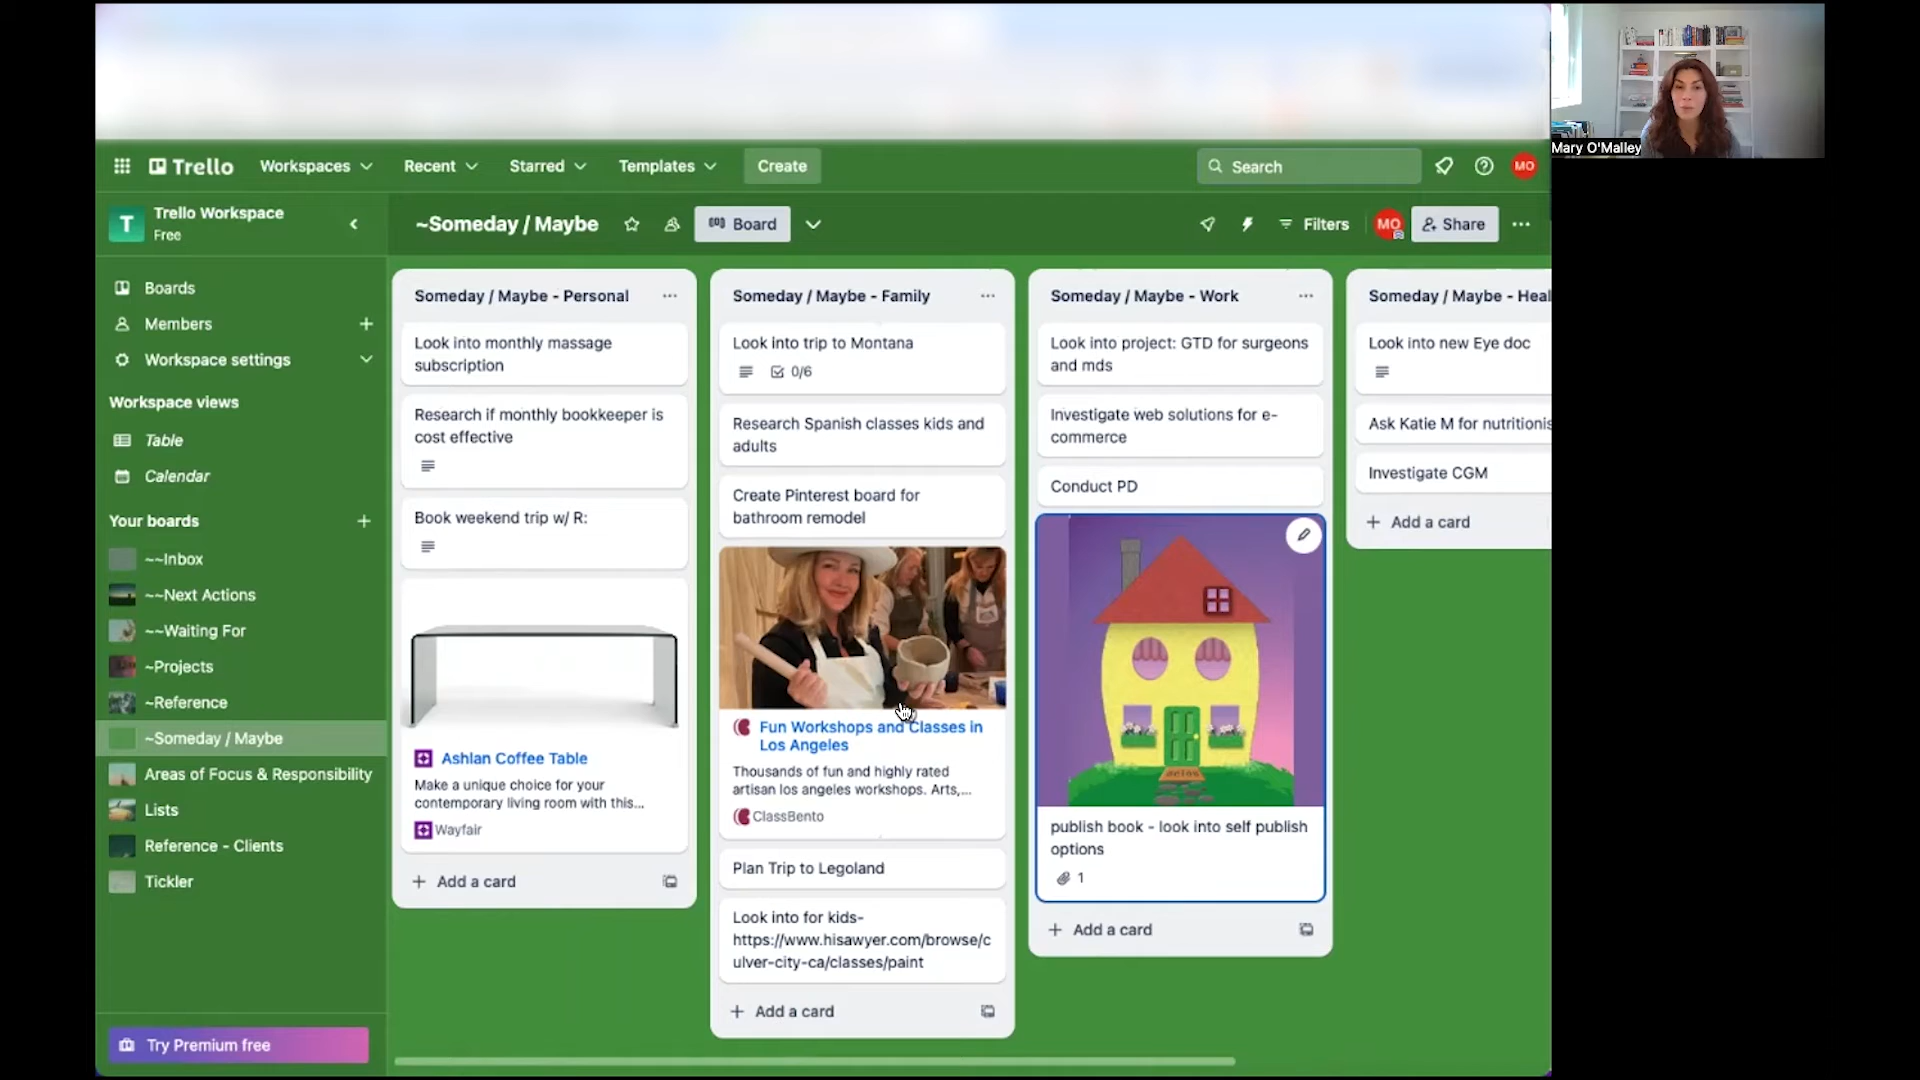 Mary O'Malley
Trello
Workspaces
Recent
Starred
Templates
Create
Search
MO
T
Trello Workspace
Free
~Someday / Maybe
Board
Filters
MO
Share
Boards
Members
Workspace settings
Workspace views
Table
Calendar
Your boards
~~Inbox
~~Next Actions
~~Waiting For
~Projects
~Reference
~Someday / Maybe
Areas of Focus & Responsibility
Lists
Reference - Clients
Tickler
Try Premium free
Someday / Maybe - Personal
Look into monthly massage
subscription
Research if monthly bookkeeper is
cost effective
Book weekend trip w/ R:
Ashlan Coffee Table
Make a unique choice for your
contemporary living room with this...
Wayfair
Add a card
Someday / Maybe - Family
Look into trip to Montana
0/6
Research Spanish classes kids and
adults
Create Pinterest board for
bathroom remodel
Fun Workshops and Classes in
Los Angeles
Thousands of fun and highly rated
artisan los angeles workshops. Arts,...
ClassBento
Plan Trip to Legoland
Look into for kids-
https://www.hisawyer.com/browse/c
ulver-city-ca/classes/paint
Add a card
Someday / Maybe - Work
Look into project: GTD for surgeons
and mds
Investigate web solutions for e-
commerce
Conduct PD
publish book - look into self publish
options
1
Add a card
Someday / Maybe - Heal
Look into new Eye doc
Ask Katie M for nutritionis
Investigate CGM
Add a card